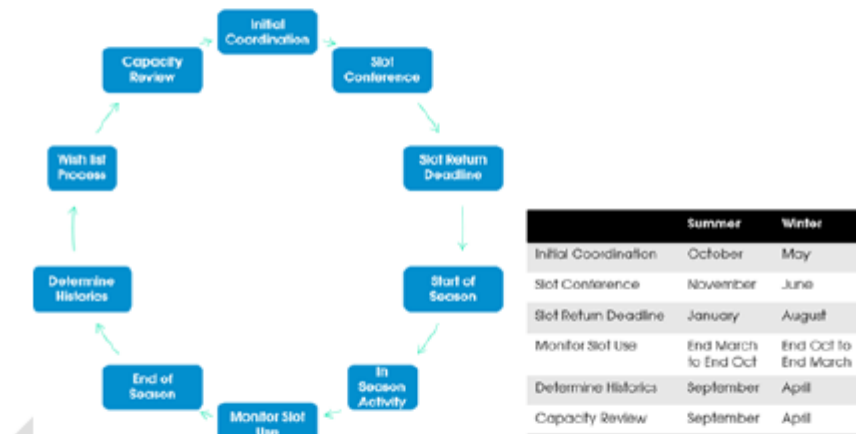 Initial
Coordination
Slot
Conference
Slot Return
Deadline
Start of
Season
In
Season
Activity
Monitor Slot
Use
End of
Season
Determine
Historics
Wish list
Process
Capacity
Review
Summer Winter
Initial Coordination October May
Slot Conference November June
Slot Return Deadline January August
Monitor Slot Use End March to End Oct End Oct to End March
Determine Historics September April
Capacity Review September April